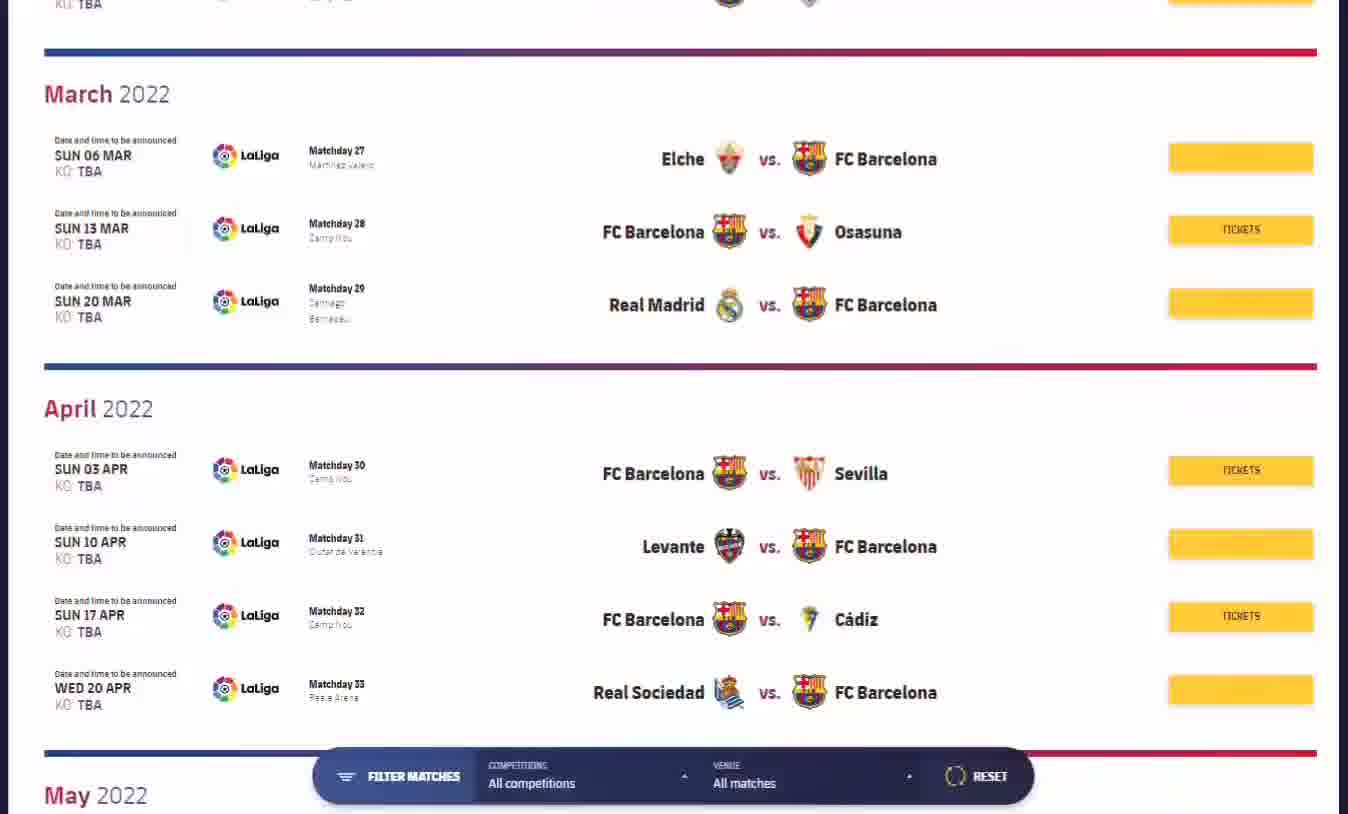 KO: TBA
March 2022
Date and time to be announced
SUN 06 MAR
KO: TBA
LaLiga
Matchday 27
Martínez Valero
Elche vs. FC Barcelona
Date and time to be announced
SUN 13 MAR
KO: TBA
LaLiga
Matchday 28
Camp Nou
FC Barcelona vs. Osasuna
TICKETS
Date and time to be announced
SUN 20 MAR
KO: TBA
LaLiga
Matchday 29
Santiago
Bernabéu
Real Madrid vs. FC Barcelona
April 2022
Date and time to be announced
SUN 03 APR
KO: TBA
LaLiga
Matchday 30
Camp Nou
FC Barcelona vs. Sevilla
TICKETS
Date and time to be announced
SUN 10 APR
KO: TBA
LaLiga
Matchday 31
Ciutat de Valencia
Levante vs. FC Barcelona
Date and time to be announced
SUN 17 APR
KO: TBA
LaLiga
Matchday 32
Camp Nou
FC Barcelona vs. Cádiz
TICKETS
Date and time to be announced
WED 20 APR
KO: TBA
LaLiga
Matchday 33
Reale Arena
Real Sociedad vs. FC Barcelona
FILTER MATCHES
COMPETITIONS
All competitions
VENUE
All matches
RESET
May 2022